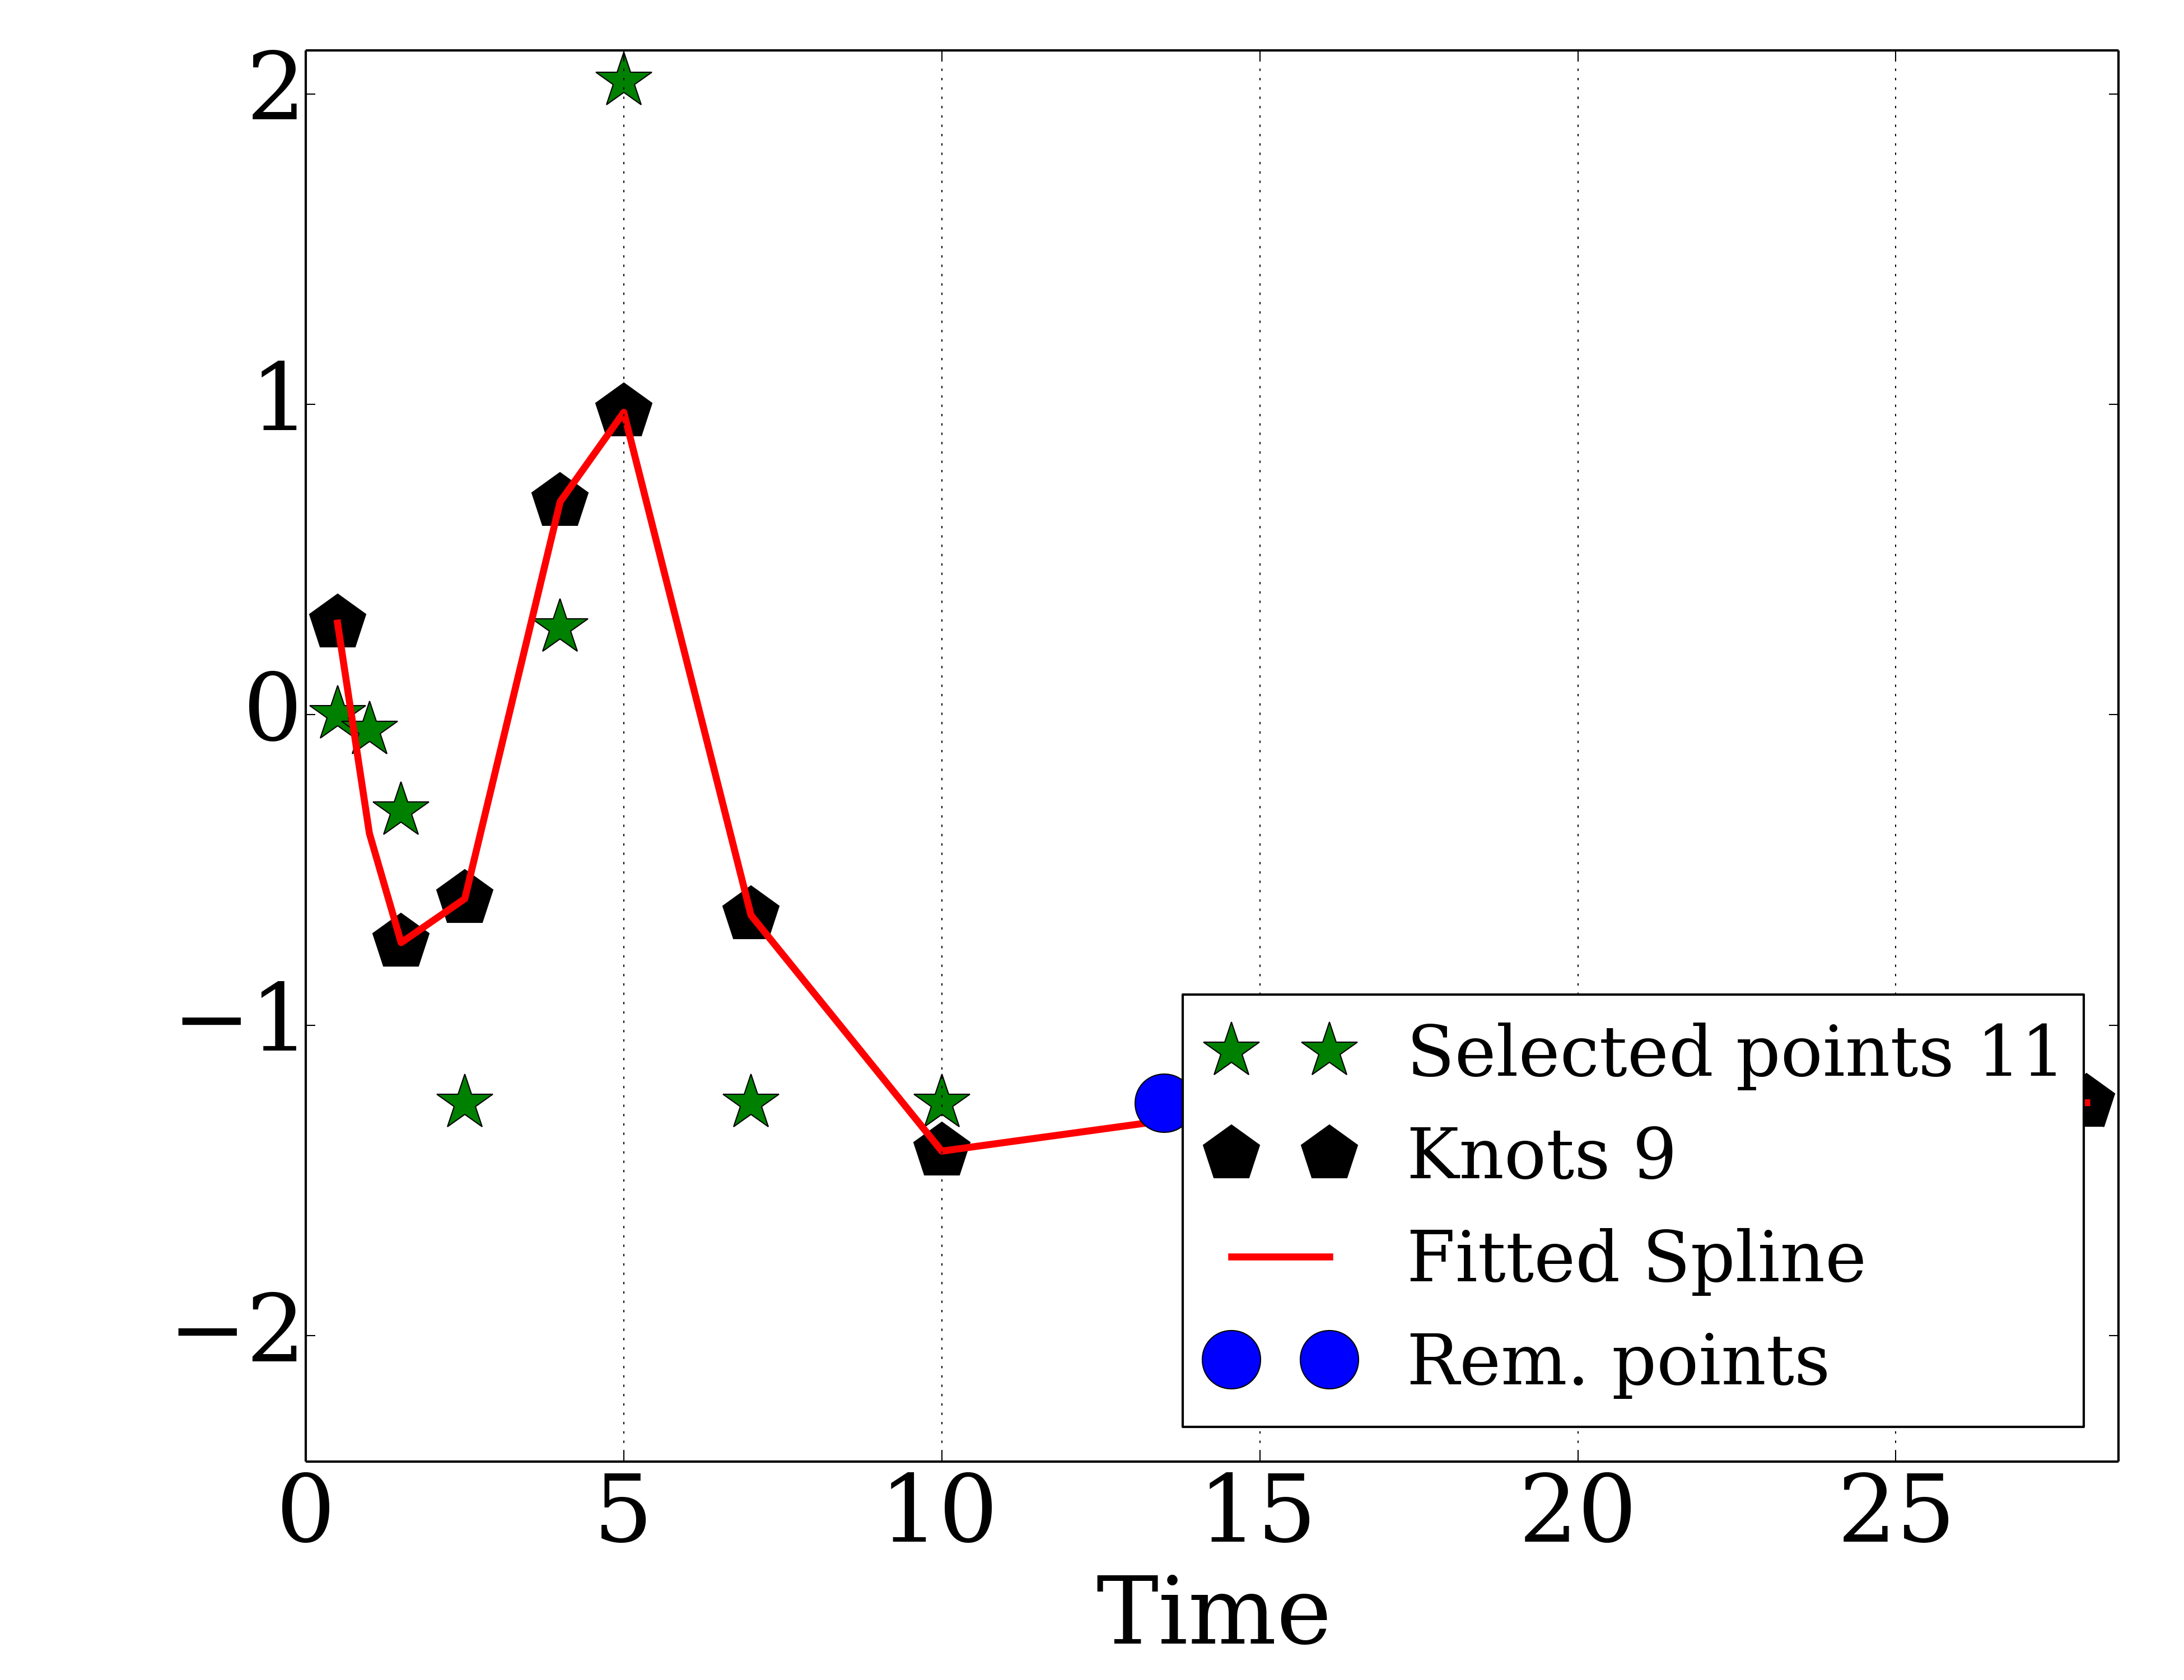 2
1
0
−1
−2
Selected points 11
Knots 9
Fitted Spline
Rem. points
0 5 10 15 20 25
Time